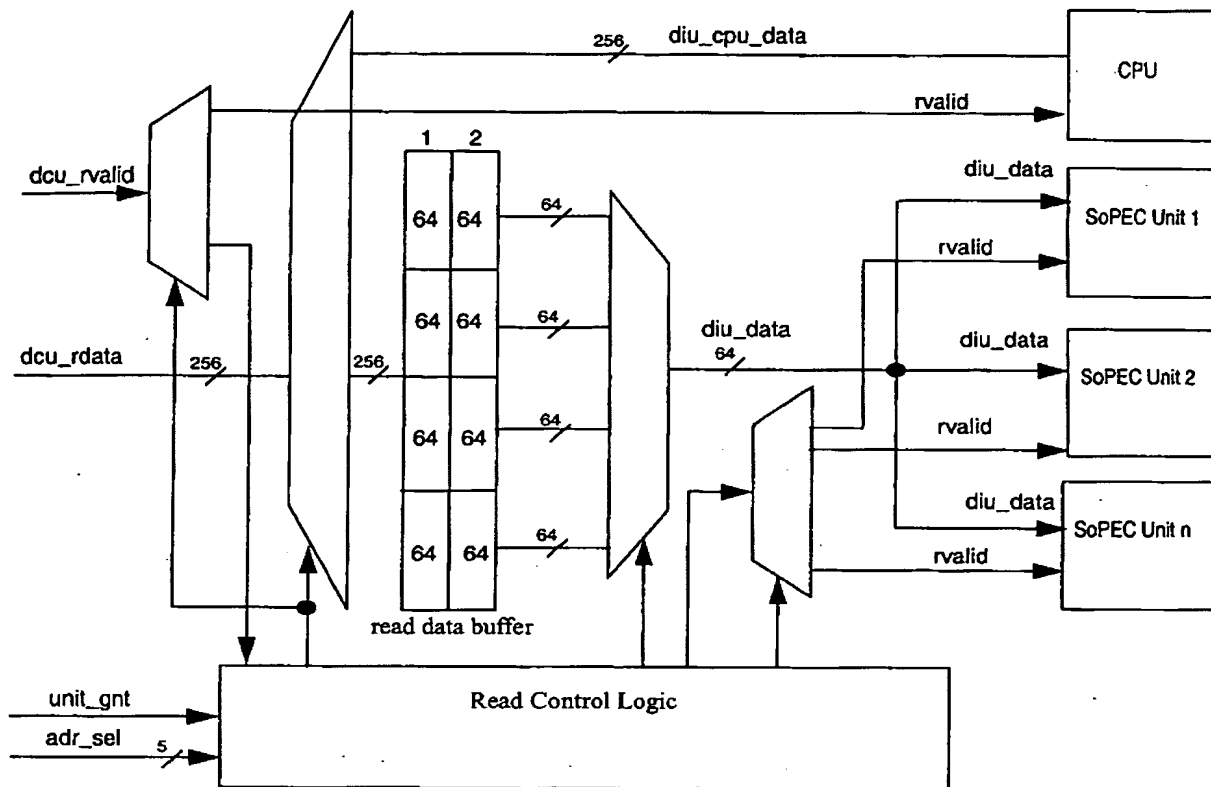 256
diu_cpu_data
CPU
rvalid
1 2
dcu_rvalid
diu_data
SoPEC Unit 1
rvalid
64
64 64
64
64 64
dcu_rdata
256
256
diu_data
64
diu_data
SoPEC Unit 2
64
64 64
rvalid
diu_data
SoPEC Unit n
64
64 64
rvalid
read data buffer
unit_gnt
Read Control Logic
adr_sel
5